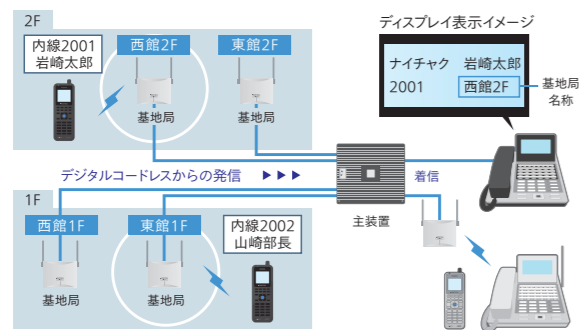 2F
ディスプレイ表示イメージ
内線2001
岩崎太郎
西館2F
東館2F
基地局
基地局
ナイチャク 岩崎太郎
2001 西館2F
基地局
名称
デジタルコードレスからの発信 ▶▶▶
着信
主装置
1F
西館1F
東館1F
内線2002
山崎部長
基地局
基地局